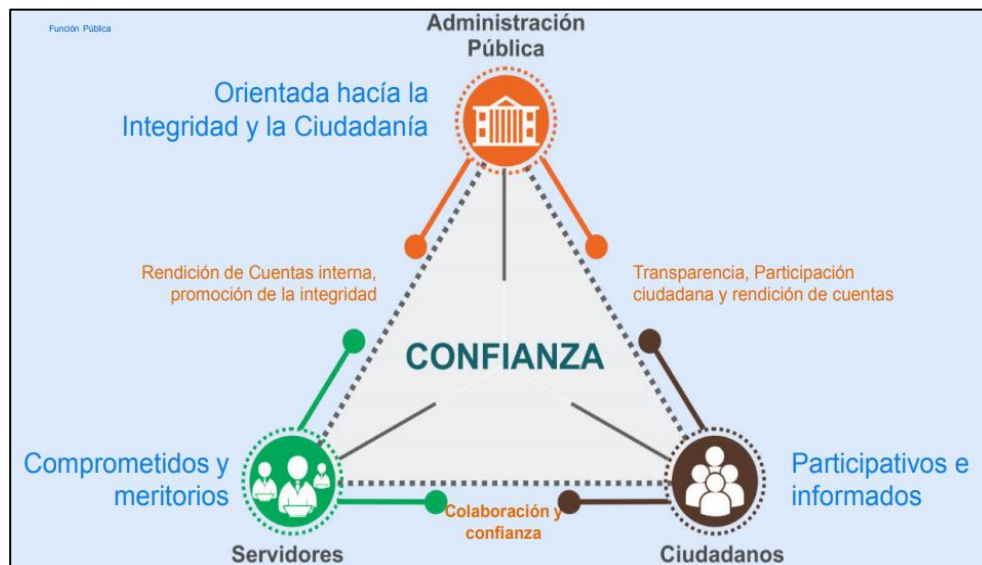 Función Pública
Administración
Pública
Orientada hacía la
Integridad y la Ciudadanía
Rendición de Cuentas interna,
promoción de la integridad
Transparencia, Participación
ciudadana y rendición de cuentas
CONFIANZA
Comprometidos y
meritorios
Participativos e
informados
Colaboración y
confianza
Servidores
Ciudadanos